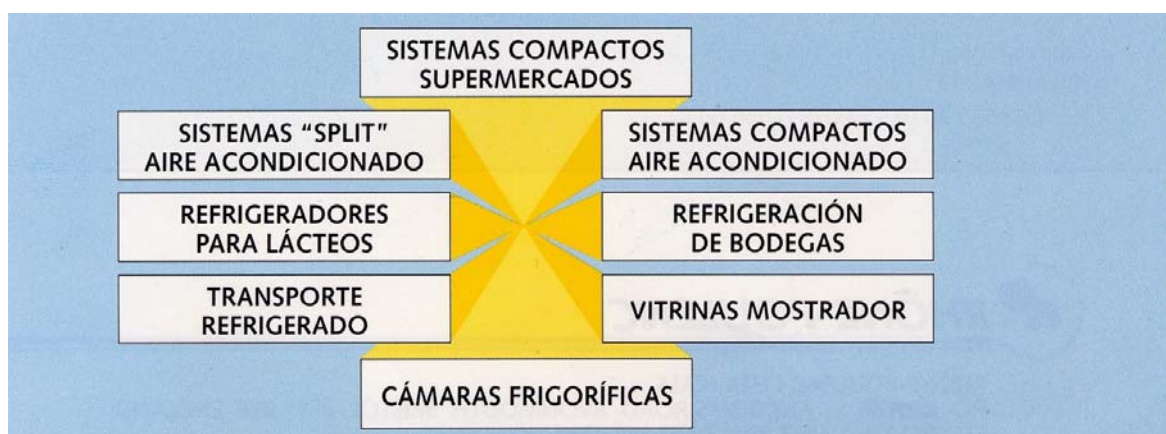 SISTEMAS COMPACTOS
SUPERMERCADOS
SISTEMAS “SPLIT”
AIRE ACONDICIONADO
SISTEMAS COMPACTOS
AIRE ACONDICIONADO
REFRIGERADORES
PARA LÁCTEOS
REFRIGERACIÓN
DE BODEGAS
TRANSPORTE
REFRIGERADO
VITRINAS MOSTRADOR
CÁMARAS FRIGORÍFICAS